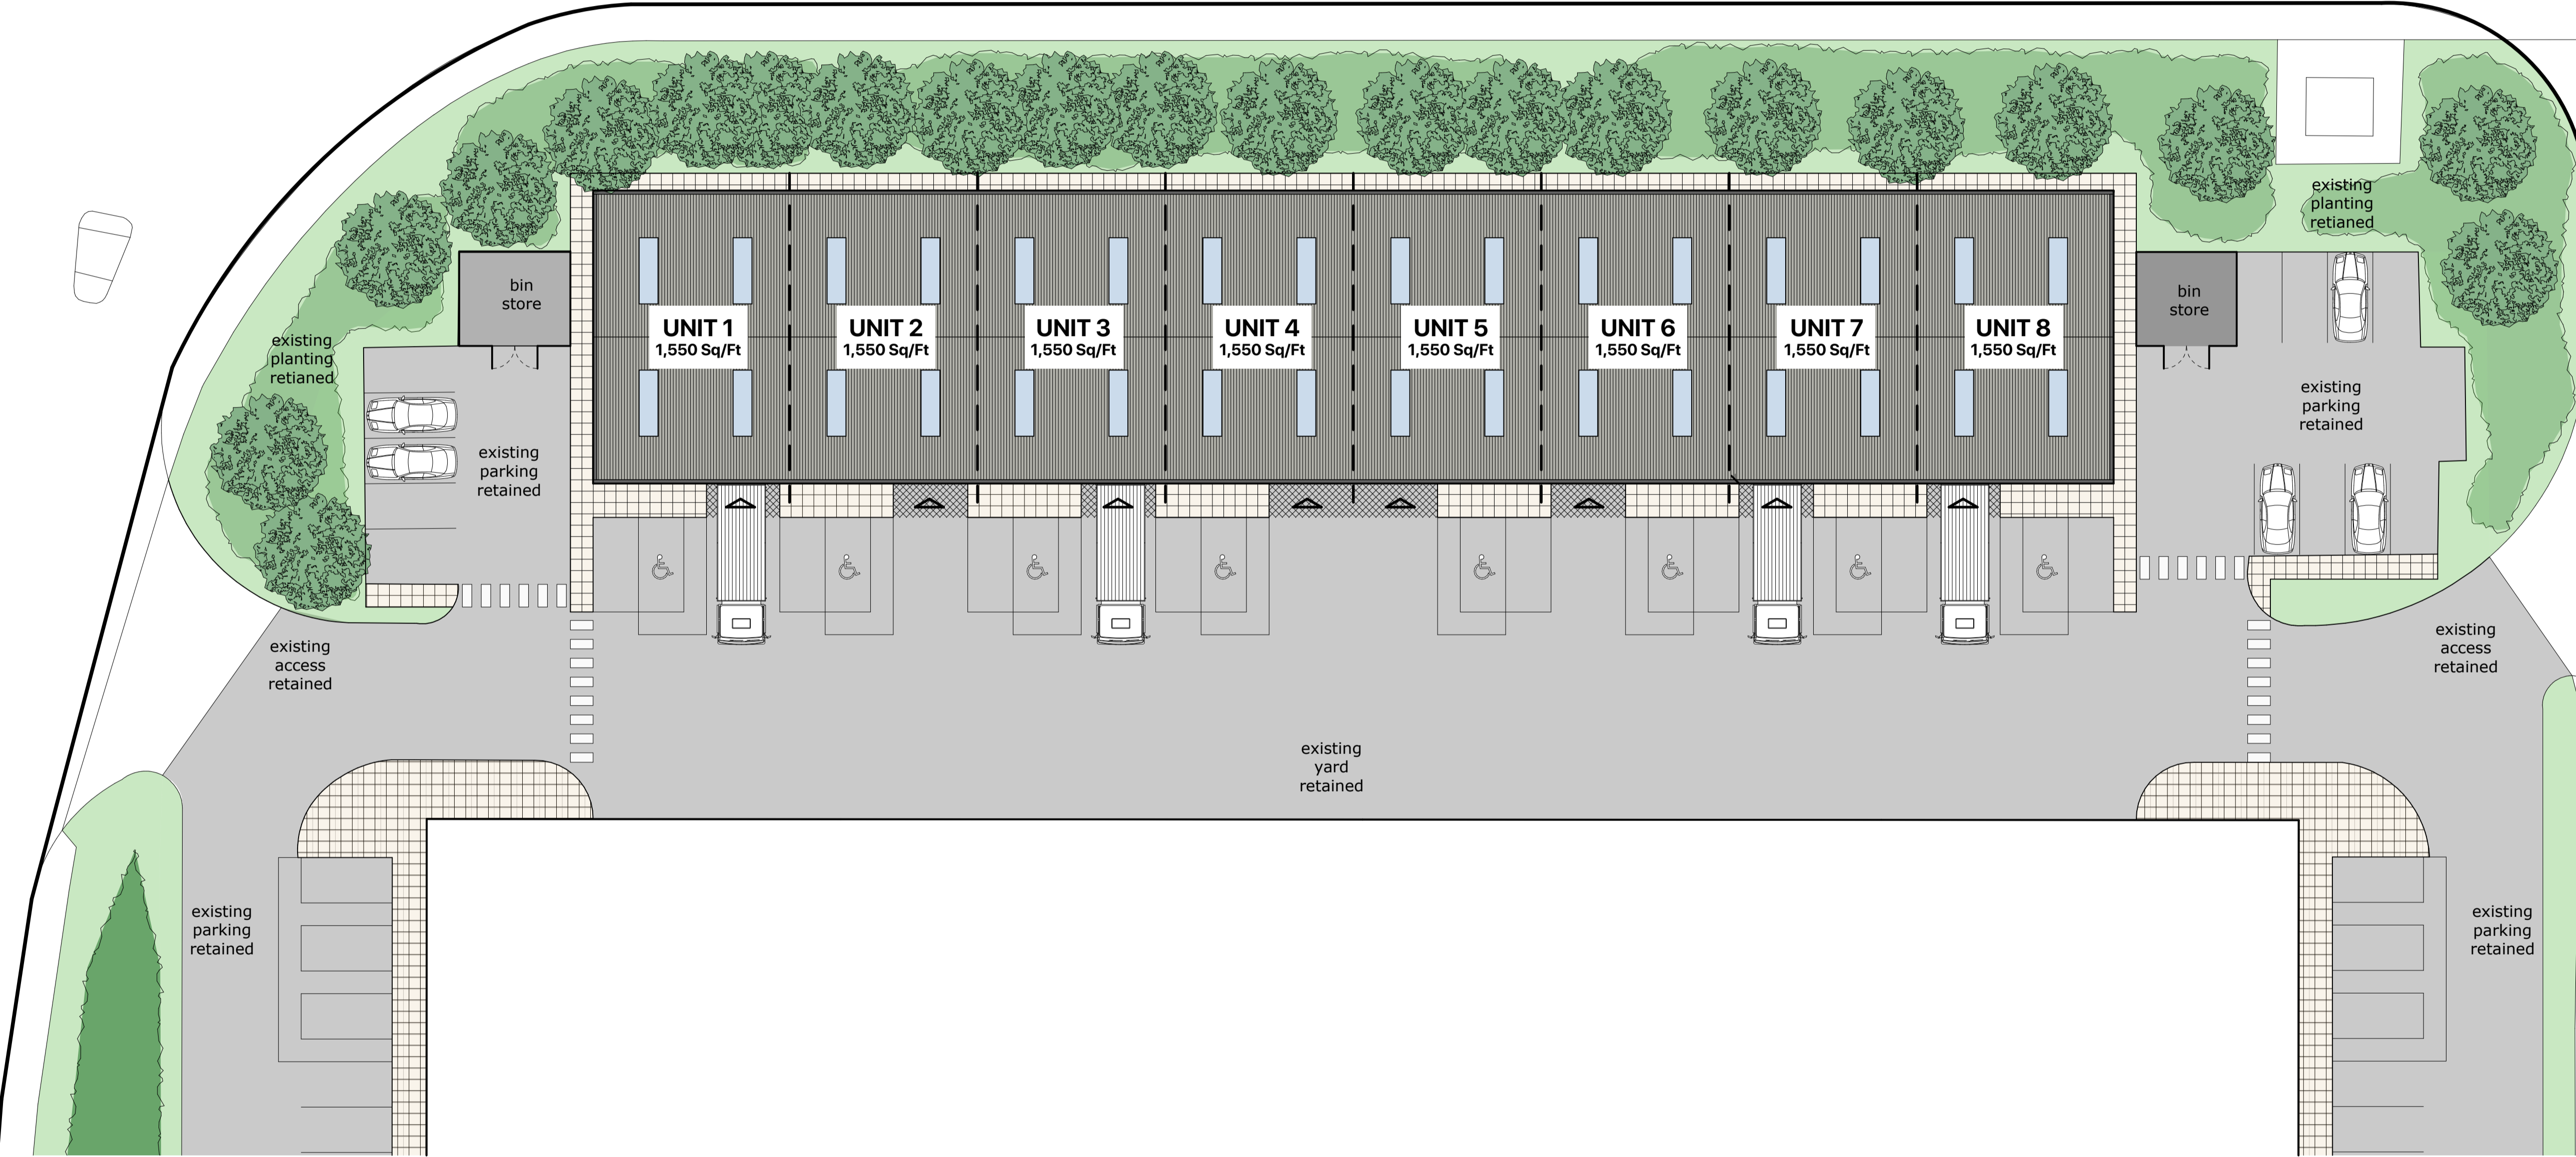 existing
planting
retianed
bin
store
bin
store
UNIT 1
1,550 Sq/Ft
UNIT 2
1,550 Sq/Ft
UNIT 3
1,550 Sq/Ft
UNIT 4
1,550 Sq/Ft
UNIT 5
1,550 Sq/Ft
UNIT 6
1,550 Sq/Ft
UNIT 7
1,550 Sq/Ft
UNIT 8
1,550 Sq/Ft
existing
planting
retianed
existing
parking
retained
existing
parking
retained
existing
access
retained
existing
access
retained
existing
yard
retained
existing
parking
retained
existing
parking
retained